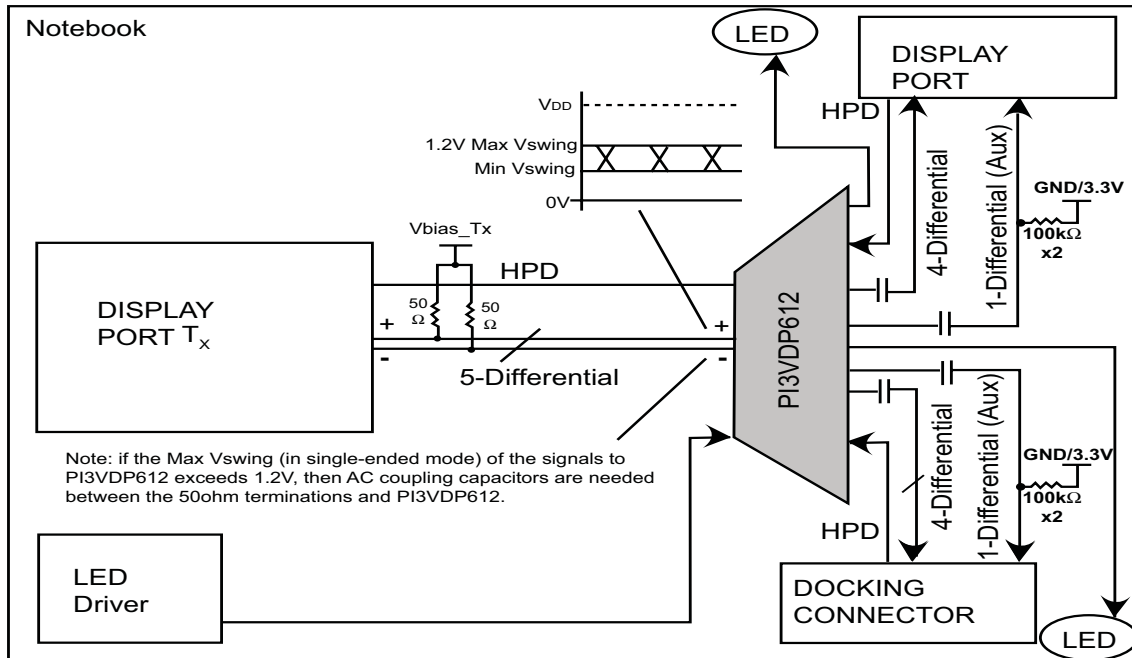 Notebook
LED
DISPLAY
PORT
HPD
4-Differential
1-Differential (Aux)
GND/3.3V
100kΩ
x2
VDD
1.2V Max Vswing
Min Vswing
0V
Vbias_Tx
HPD
50
Ω
50
Ω
DISPLAY
PORT Tx
+
-
+
-
5-Differential
PI3VDP612
Note: if the Max Vswing (in single-ended mode) of the signals to
PI3VDP612 exceeds 1.2V, then AC coupling capacitors are needed
between the 50ohm terminations and PI3VDP612.
4-Differential
1-Differential (Aux)
GND/3.3V
100kΩ
x2
HPD
LED
Driver
DOCKING
CONNECTOR
LED